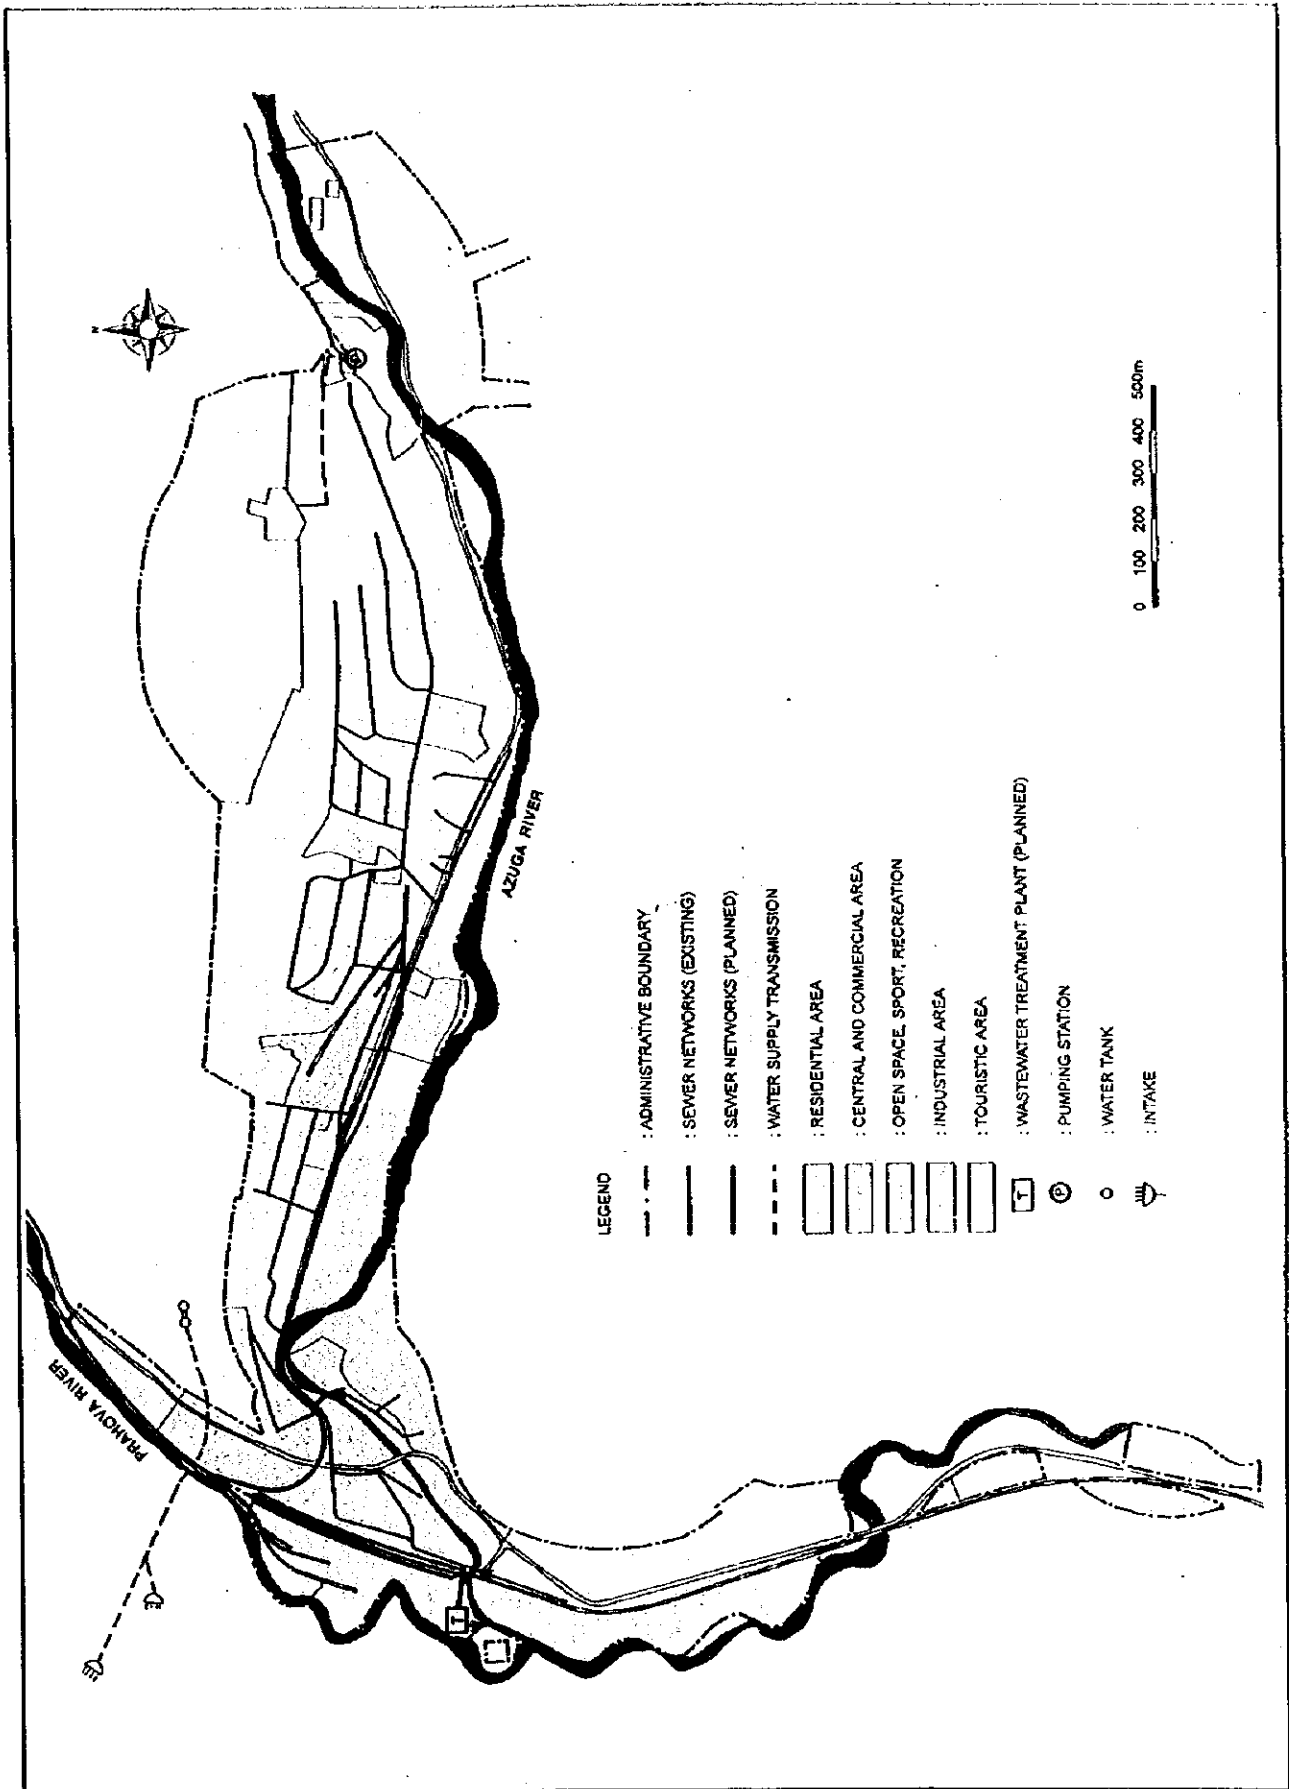 N
PRAHOVA RIVER
AZUGA RIVER
P
T
LEGEND
: ADMINISTRATIVE BOUNDARY
: SEWER NETWORKS (EXISTING)
: SEWER NETWORKS (PLANNED)
: WATER SUPPLY TRANSMISSION
: RESIDENTIAL AREA
: CENTRAL AND COMMERCIAL AREA
: OPEN SPACE, SPORT, RECREATION
: INDUSTRIAL AREA
: TOURISTIC AREA
T : WASTEWATER TREATMENT PLANT (PLANNED)
P : PUMPING STATION
: WATER TANK
: INTAKE
0 100 200 300 400 500m